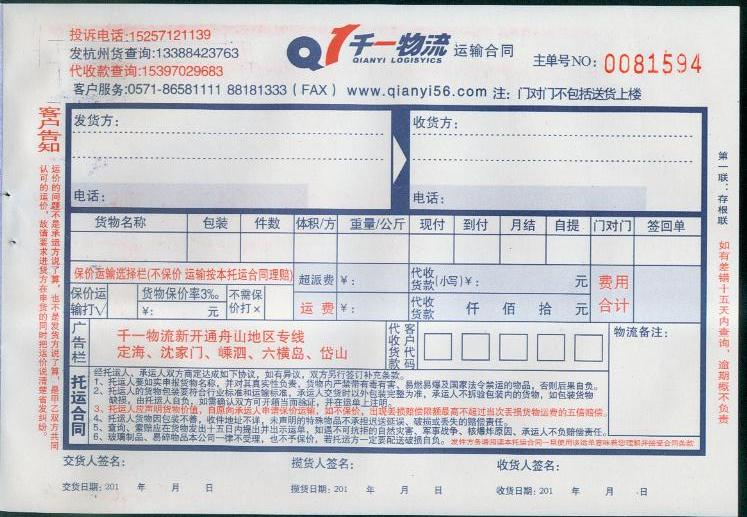 投诉电话:15257121139
发杭州货查询:13388423763
代收款查询:15397029683
Q1千一物流 运输合同
QIANYI LOGISYICS
主单号NO: 0081594
客户服务:0571-86581111 88181333(FAX) www.qianyi56.com 注: 门对门不包括送货上楼
客户告知
运价的问题不是承运方说了算，也不是发货方说了算，是甲乙双方共同
认可的运价，故请要求进货方在申货的同时把运价说清楚省发纠纷。
发货方:
电话:
收货方:
电话:
第一联：存根联
如有差错十五天内查询，逾期概不负责
货物名称 包装 件数 体积/方 重量/公斤 现付 到付 月结 自提 门对门 签回单
保价运输选择栏(不保价 运输按本托运合同理赔)
保价运输打√ 货物保价率3‰ ¥: 元 不需保价打×
超派费 ¥:
运费 ¥:
代收货款(小写)¥: 元
代收货款 仟 佰 拾 元
费用合计
广告栏
千一物流新开通舟山地区专线
定海、沈家门、嵊泗、六横岛、岱山
代收货款 客户代码
物流备注:
托运合同
经托运人、承运人双方商定达成如下协议，如有异议，双方另行签订补充条款。
1、托运人要如实申报货物名称，并对其真实性负责，货物内严禁带有毒有害、易燃易爆及国家法令禁运的物品，否则后果自负。
2、托运人的货物包装要符合行业标准和运输标准，承运人交货时以外包装完整为准，承运人不拆验包装内的货物，如包装货物
缺损，由托运人自负，如需确认双方可开箱当面验证，并在运单上注明。
3、托运人应声明货物价值，自愿向承运人申请保价运输，如不保价，出现丢损赔偿限额最高不超过当次丢损货物运费的五倍赔偿。
4、托运人货物因包装不善，收件地址不详，未声明的特殊物品不承担迟送延误、破损或丢失的赔偿责任。
5、查询、索赔应在货物发出十五日内提出并出示运单，如遇不可抗拒的自然灾害、军事战争、核爆炸原因，承运人不负赔偿责任。
6、玻璃制品、易碎物品本公司一律不受理，也不予保价，若托运方一定要配送破损自负。
发件方务请阅读本托运合同一旦使用该运单意味着您理解并接受合同条款
交货人签名: 揽货人签名: 收货人签名:
交货日期:201 年 月 日 揽货日期:201 年 月 日 收货日期:201 年 月 日